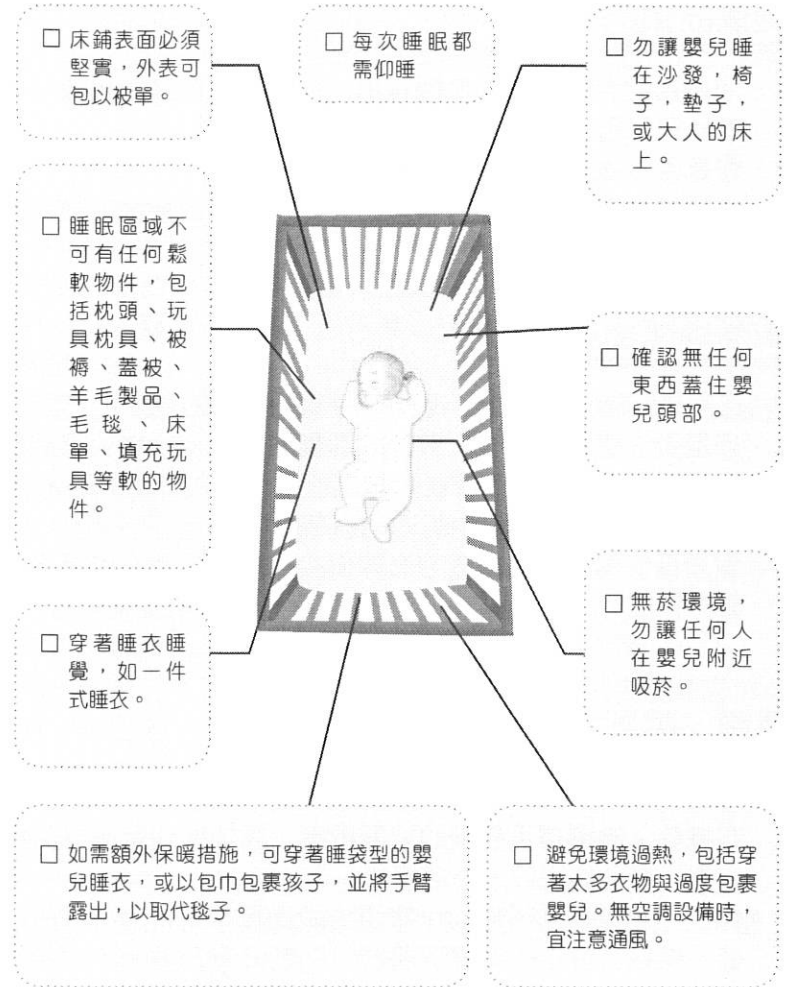 □ 床鋪表面必須
堅實，外表可
包以被單。
□ 每次睡眠都
需仰睡
□ 勿讓嬰兒睡
在沙發，椅
子，墊子，
或大人的床
上。
□ 睡眠區域不
可有任何鬆
軟物件，包
括枕頭、玩
具枕具、被
褥、蓋被、
羊毛製品、
毛毯、床
單、填充玩
具等軟的物
件。
□ 確認無任何
東西蓋住嬰
兒頭部。
□ 穿著睡衣睡
覺，如一件
式睡衣。
□ 無菸環境，
勿讓任何人
在嬰兒附近
吸菸。
□ 如需額外保暖措施，可穿著睡袋型的嬰
兒睡衣，或以包巾包裹孩子，並將手臂
露出，以取代毯子。
□ 避免環境過熱，包括穿
著太多衣物與過度包裹
嬰兒。無空調設備時，
宜注意通風。